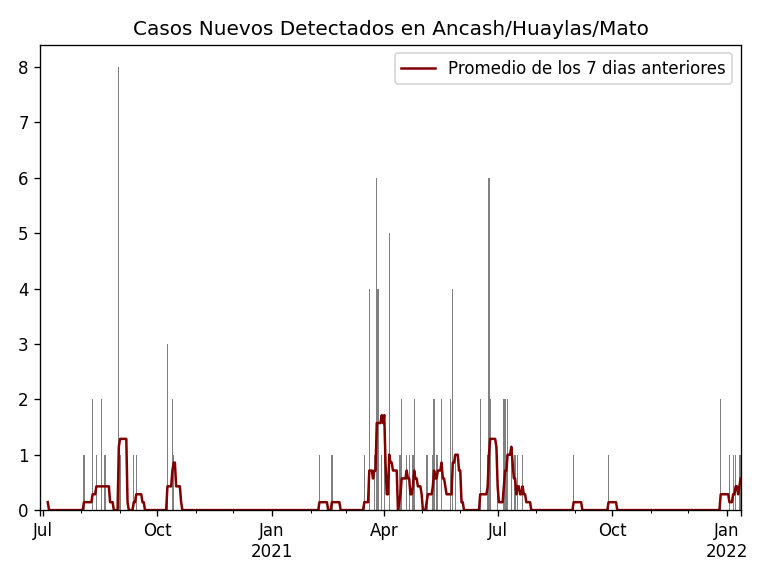 Casos Nuevos Detectados en Ancash/Huaylas/Mato
Promedio de los 7 dias anteriores
8
7
6
5
4
3
2
1
0
Jul
Oct
Jan
2021
Apr
Jul
Oct
Jan
2022